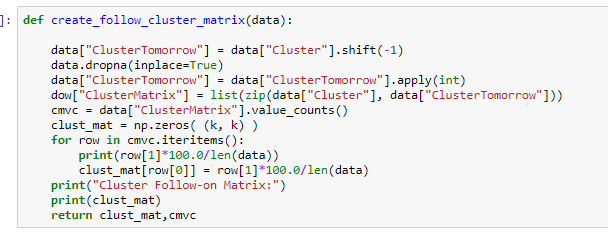 ]: def create_follow_cluster_matrix(data):
data["ClusterTomorrow"] = data["Cluster"].shift(-1)
data.dropna(inplace=True)
data["ClusterTomorrow"] = data["ClusterTomorrow"].apply(int)
dow["ClusterMatrix"] = list(zip(data["Cluster"], data["ClusterTomorrow"]))
cmvc = data["ClusterMatrix"].value_counts()
clust_mat = np.zeros( (k, k) )
for row in cmvc.iteritems():
print(row[1]*100.0/len(data))
clust_mat[row[0]] = row[1]*100.0/len(data)
print("Cluster Follow-on Matrix:")
print(clust_mat)
return clust_mat,cmvc